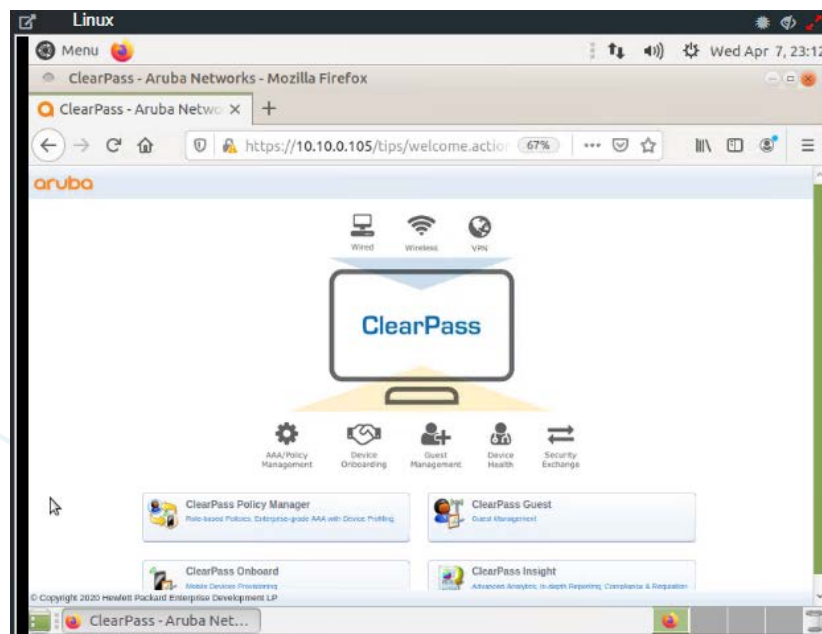 Linux
Menu
Wed Apr 7, 23:12
ClearPass - Aruba Networks - Mozilla Firefox
ClearPass - Aruba Netwo
https://10.10.0.105/tips/welcome.action
67%
aruba
Wired Wireless VPN
ClearPass
AAA/Policy Management
Device Onboarding
Guest Management
Device Health
Security Exchange
ClearPass Policy Manager
Role-based Policies, Enterprise-grade AAA with Device Profiling
ClearPass Guest
Guest Management
ClearPass Onboard
Mobile Devices Provisioning
ClearPass Insight
Advanced Analytics, In-depth Reporting, Compliance & Regulation
© Copyright 2020 Hewlett Packard Enterprise Development LP
ClearPass - Aruba Net...